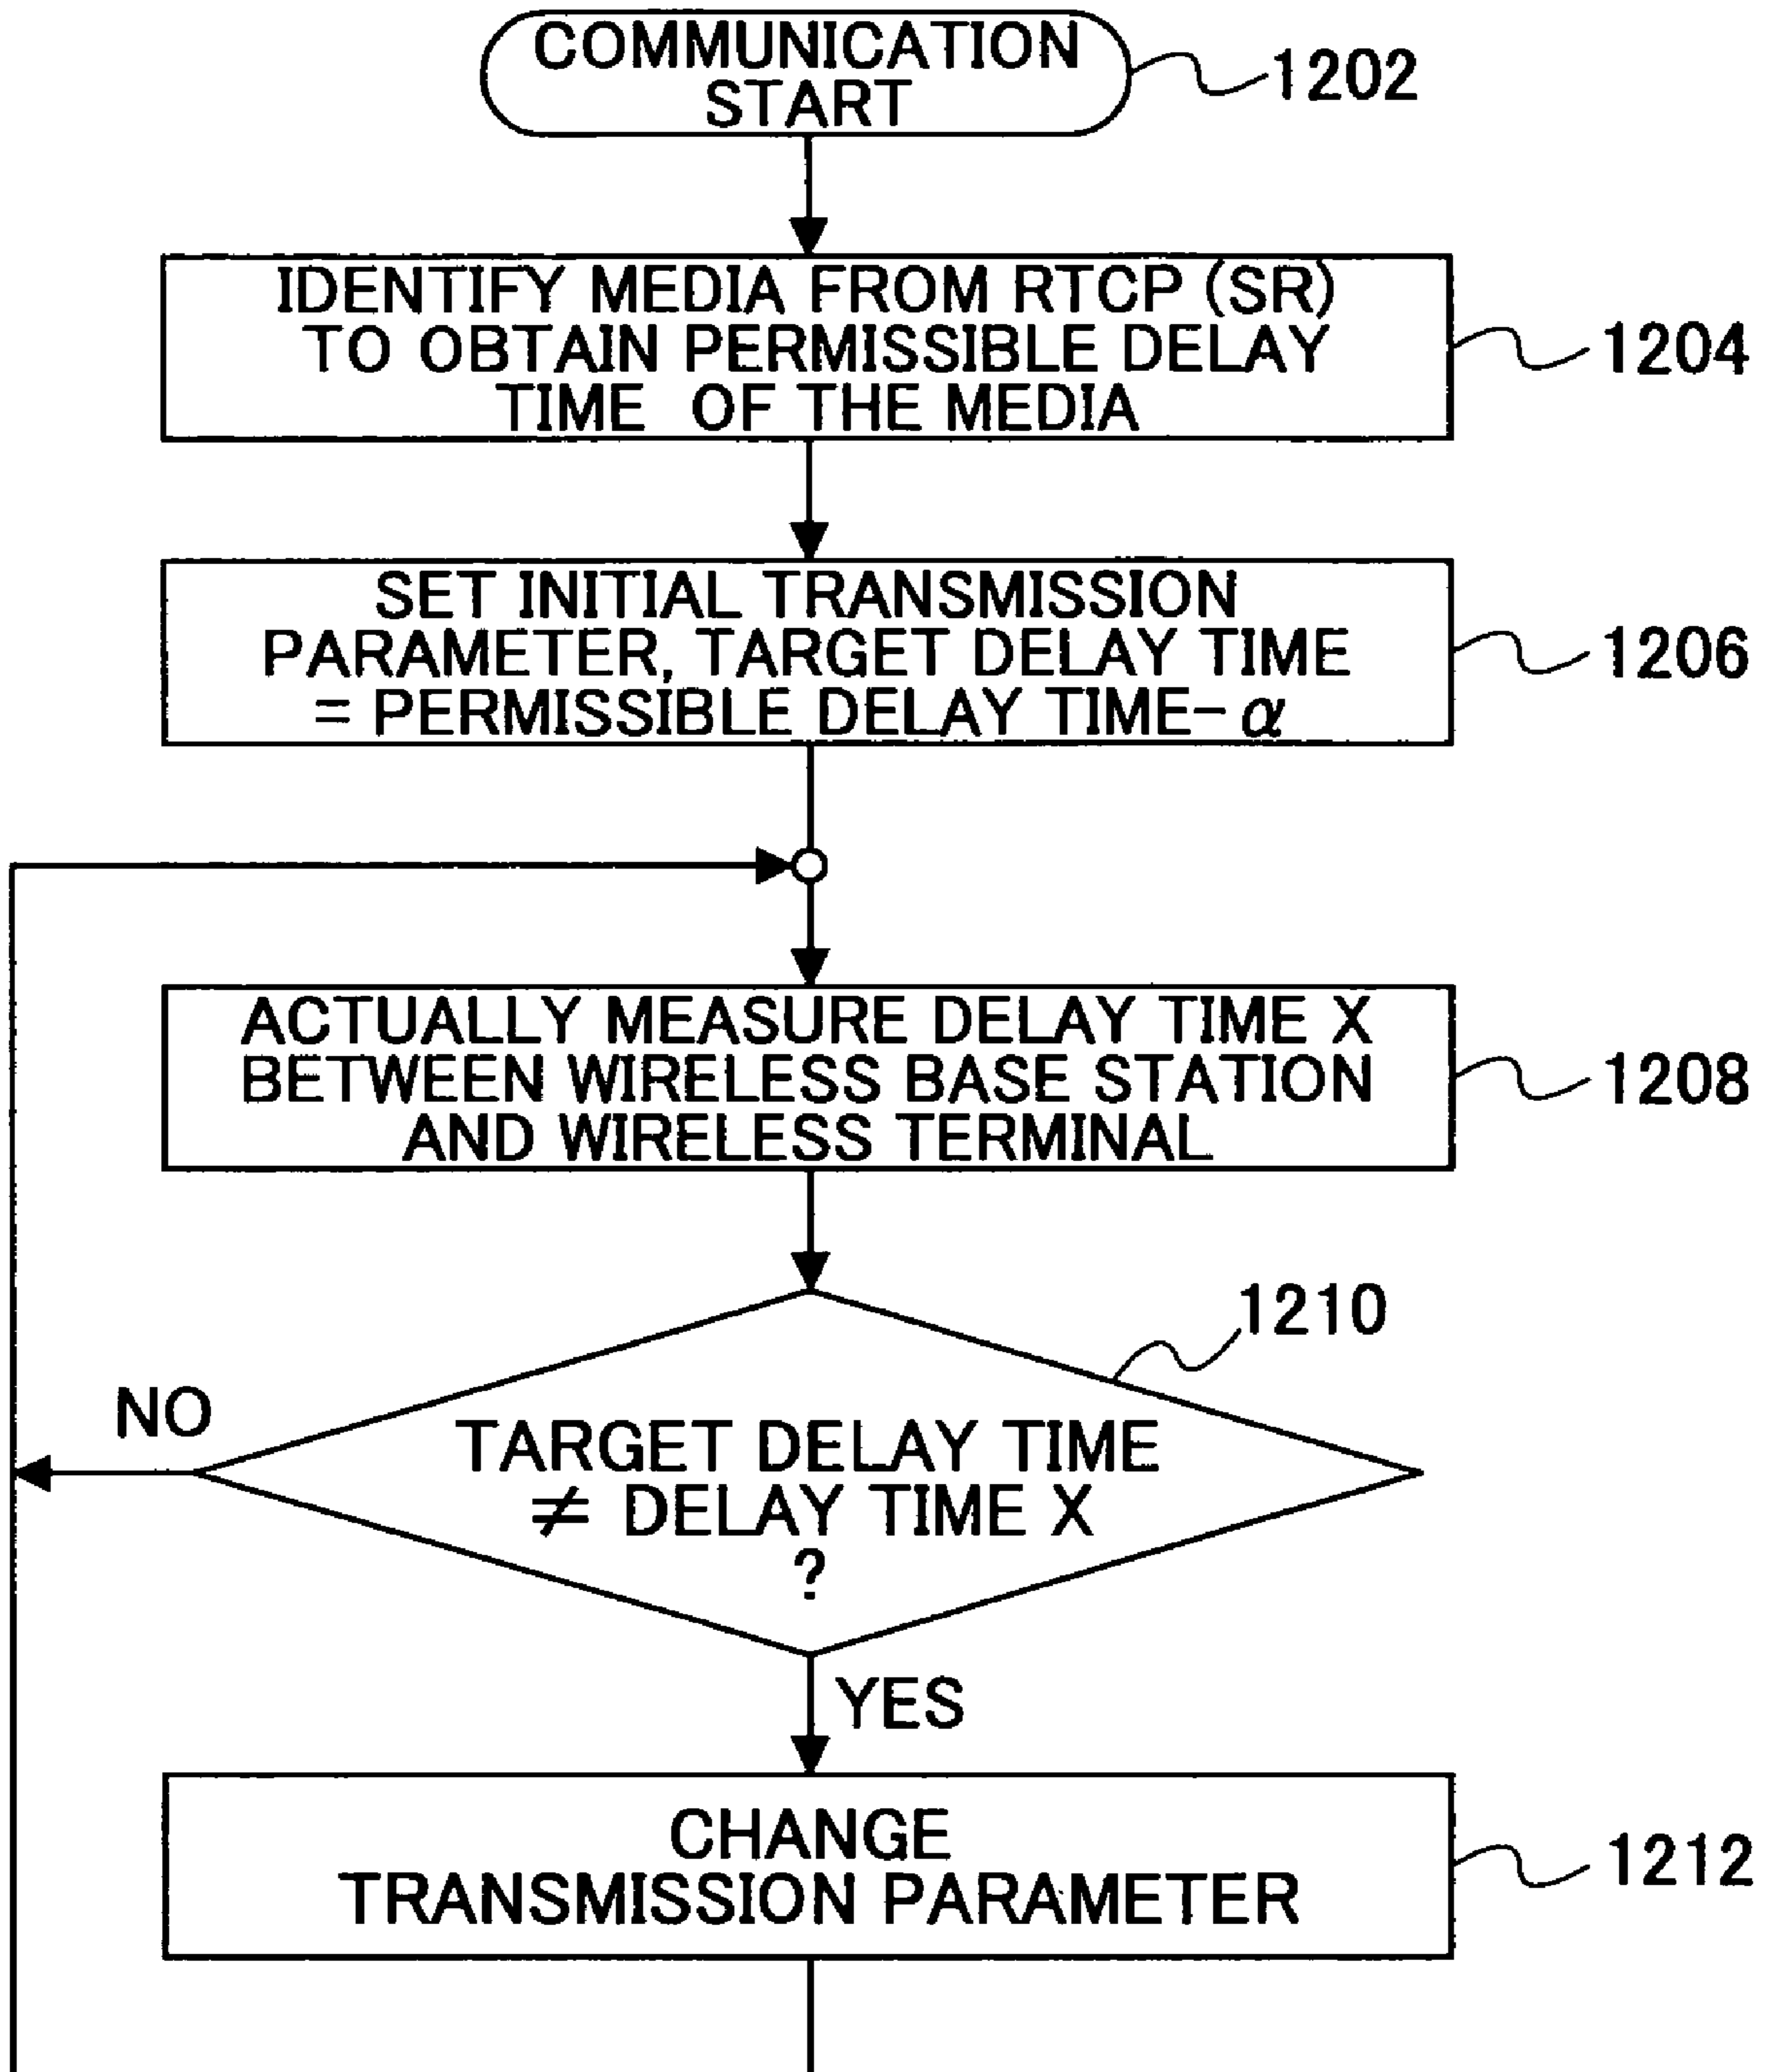 COMMUNICATION
START
1202
IDENTIFY MEDIA FROM RTCP (SR)
TO OBTAIN PERMISSIBLE DELAY
TIME OF THE MEDIA
1204
SET INITIAL TRANSMISSION
PARAMETER, TARGET DELAY TIME
= PERMISSIBLE DELAY TIME-α
1206
ACTUALLY MEASURE DELAY TIME X
BETWEEN WIRELESS BASE STATION
AND WIRELESS TERMINAL
1208
1210
NO
TARGET DELAY TIME
≠ DELAY TIME X
?
YES
CHANGE
TRANSMISSION PARAMETER
1212